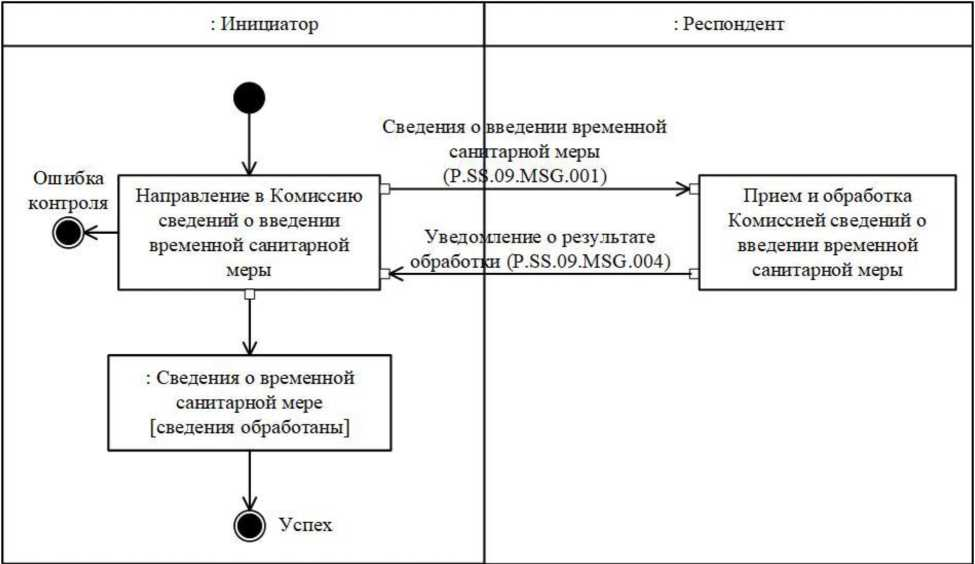 : Инициатор
: Респондент
Сведения о введении временной
санитарной меры
(P.SS.09.MSG.001)
Ошибка
контроля
Направление в Комиссию
сведений о введении
временной санитарной
меры
Прием и обработка
Комиссией сведений о
введении временной
санитарной меры
Уведомление о результате
обработки (P.SS.09.MSG.004)
: Сведения о временной
санитарной мере
[сведения обработаны]
Успех